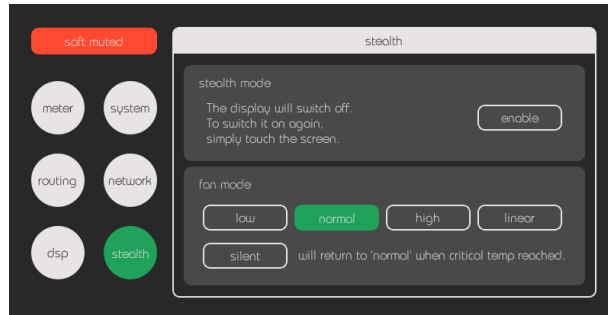 soft muted
stealth
meter
system
routing
network
dsp
stealth
stealth mode
The display will switch off.
To switch it on again,
simply touch the screen.
enable
fan mode
low
normal
high
linear
silent
will return to 'normal' when critical temp reached.